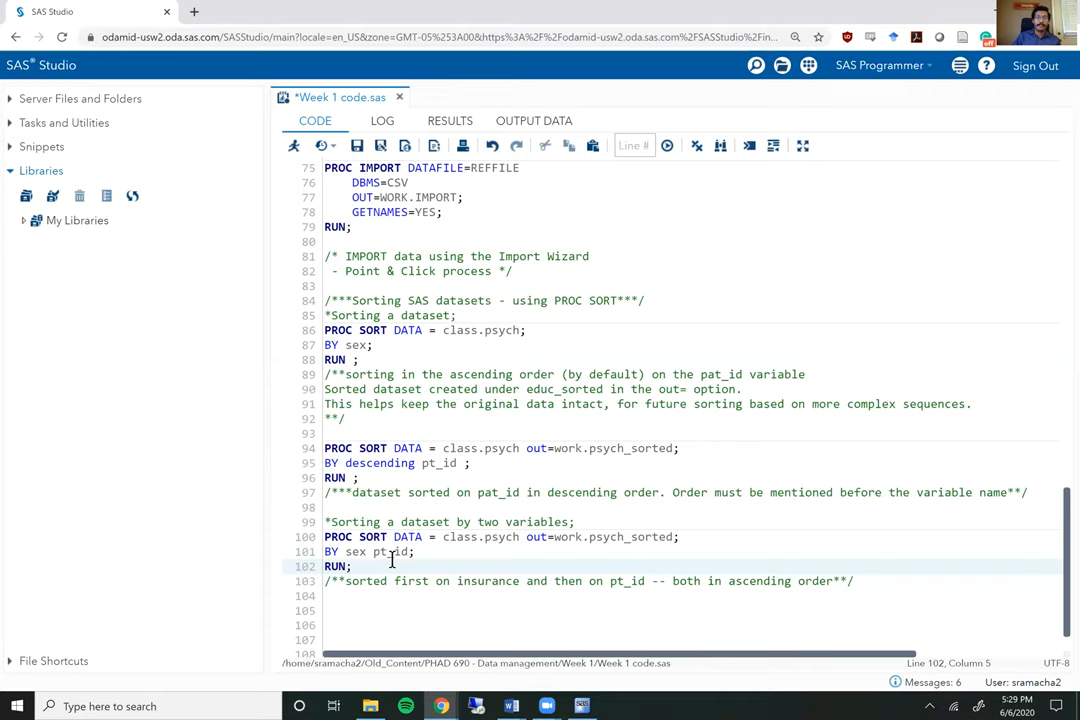 SAS Studio
odamid-usw2.oda.sas.com/SASStudio/main?locale=en_US&zone=GMT-05%253A00&https%3A%2F%2Fodamid-usw2.oda.sas.com%2FSASStudio%2Fin...
off
SAS® Studio
SAS Programmer
Sign Out
Server Files and Folders
Tasks and Utilities
Snippets
Libraries
My Libraries
File Shortcuts
*Week 1 code.sas
CODE
LOG
RESULTS
OUTPUT DATA
Line #
75 PROC IMPORT DATAFILE=REFFILE
76 DBMS=CSV
77 OUT=WORK.IMPORT;
78 GETNAMES=YES;
79 RUN;
80
81 /* IMPORT data using the Import Wizard
82 - Point & Click process */
83
84 /***Sorting SAS datasets - using PROC SORT***/
85 *Sorting a dataset;
86 PROC SORT DATA = class.psych;
87 BY sex;
88 RUN ;
89 /**sorting in the ascending order (by default) on the pat_id variable
90 Sorted dataset created under educ_sorted in the out= option.
91 This helps keep the original data intact, for future sorting based on more complex sequences.
92 **/
93
94 PROC SORT DATA = class.psych out=work.psych_sorted;
95 BY descending pt_id ;
96 RUN ;
97 /***dataset sorted on pat_id in descending order. Order must be mentioned before the variable name**/
98
99 *Sorting a dataset by two variables;
100 PROC SORT DATA = class.psych out=work.psych_sorted;
101 BY sex pt_id;
102 RUN;
103 /**sorted first on insurance and then on pt_id -- both in ascending order**/
104
105
106
107
108
/home/sramacha2/Old_Content/PHAD 690 - Data management/Week 1/Week 1 code.sas
Line 102, Column 5
UTF-8
Messages: 6
User: sramacha2
Type here to search
5:29 PM
6/6/2020